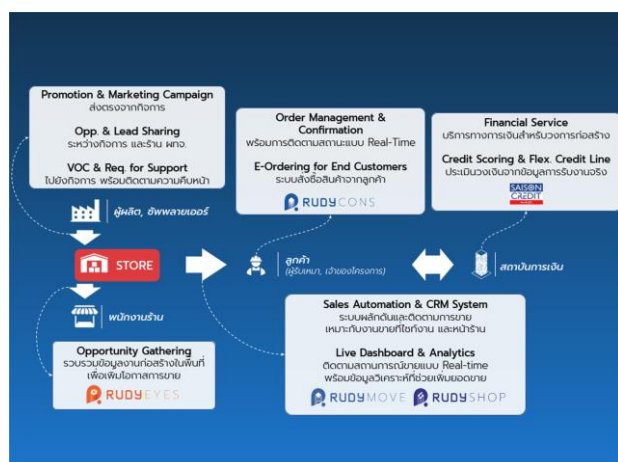 Promotion & Marketing Campaign
ส่งตรงจากกิจการ
Opp. & Lead Sharing
ระหว่างกิจการ และร้าน ผทจ.
VOC & Req. for Support
ไปยังกิจการ พร้อมติดตามความคืบหน้า
Order Management &
Confirmation
พร้อมการติดตามสถานะแบบ Real-Time
E-Ordering for End Customers
ระบบสั่งซื้อสินค้าจากลูกค้า
RUDYCONS
Financial Service
บริการทางการเงินสำหรับวงการก่อสร้าง
Credit Scoring & Flex. Credit Line
ประเมินวงเงินจากข้อมูลการรับงานจริง
SAISON
CREDIT
ผู้ผลิต, ซัพพลายเออร์
STORE
ลูกค้า
(ผู้รับเหมา, เจ้าของโครงการ)
สถาบันการเงิน
พนักงานร้าน
Opportunity Gathering
รวบรวมข้อมูลงานก่อสร้างในพื้นที่
เพื่อเพิ่มโอกาสการขาย
RUDYEYES
Sales Automation & CRM System
ระบบผลักดันและติดตามการขาย
เหมาะกับงานขายที่ไซท์งาน และหน้าร้าน
Live Dashboard & Analytics
ติดตามสถานการณ์ขายแบบ Real-time
พร้อมข้อมูลวิเคราะห์ที่ช่วยเพิ่มยอดขาย
RUDYMOVE RUDYSHOP